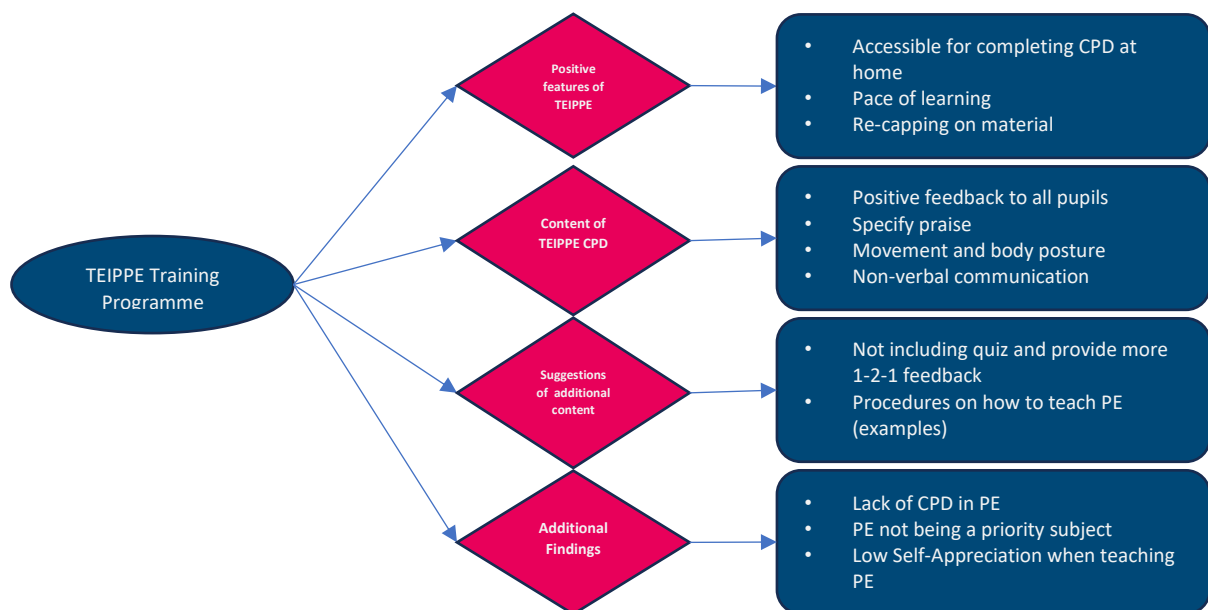 TEIPPE Training
Programme
Positive
features of
TEIPPE
• Accessible for completing CPD at
home
• Pace of learning
• Re-capping on material
Content of
TEIPPE CPD
• Positive feedback to all pupils
• Specify praise
• Movement and body posture
• Non-verbal communication
Suggestions
of additional
content
• Not including quiz and provide more
1-2-1 feedback
• Procedures on how to teach PE
(examples)
Additional
Findings
• Lack of CPD in PE
• PE not being a priority subject
• Low Self-Appreciation when teaching
PE